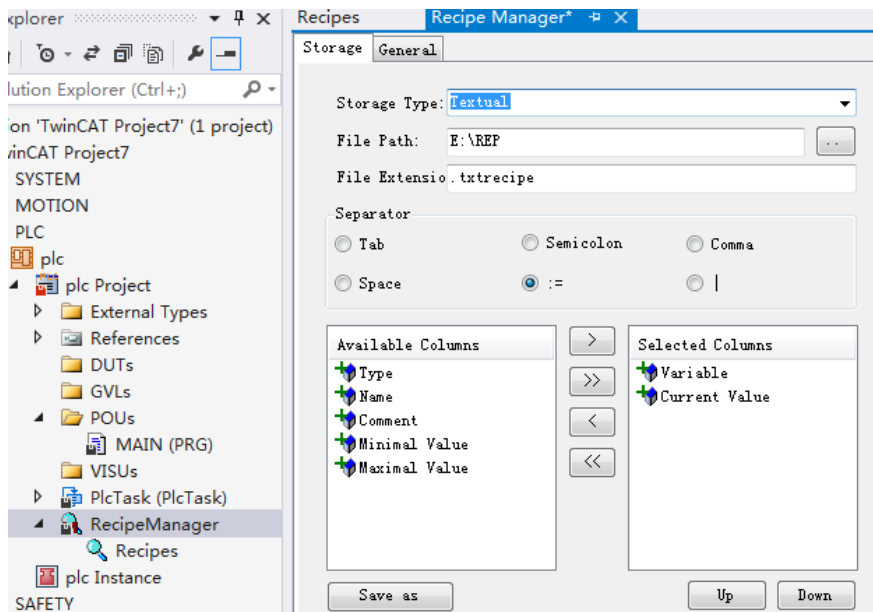 xplorer
lution Explorer (Ctrl+;)
ion 'TwinCAT Project7' (1 project)
winCAT Project7
SYSTEM
MOTION
PLC
plc
plc Project
External Types
References
DUTs
GVLs
POUs
MAIN (PRG)
VISUs
PlcTask (PlcTask)
RecipeManager
Recipes
plc Instance
SAFETY
Recipes Recipe Manager*
Storage General
Storage Type: Textual
File Path: E:\REP ..
File Extensio .txtrecipe
Separator
Tab Semicolon Comma
Space := |
Available Columns
Type
Name
Comment
Minimal Value
Maximal Value
>
>>
<
<<
Selected Columns
Variable
Current Value
Save as Up Down